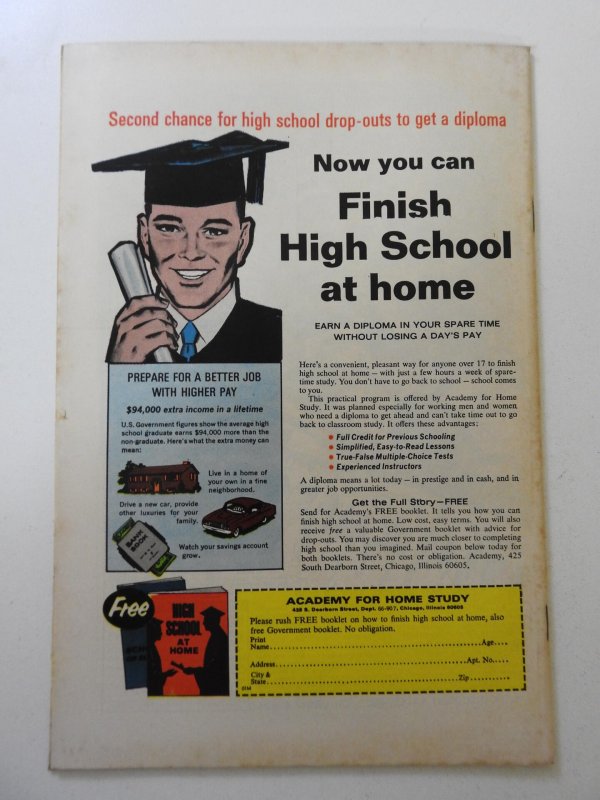 Second chance for high school drop-outs to get a diploma
Now you can
Finish
High School
at home
EARN A DIPLOMA IN YOUR SPARE TIME
WITHOUT LOSING A DAY'S PAY
Here's a convenient, pleasant way for anyone over 17 to finish
high school at home — with just a few hours a week of spare-
time study. You don't have to go back to school — school comes
to you.
This practical program is offered by Academy for Home
Study. It was planned especially for working men and women
who need a diploma to get ahead and can't take time out to go
back to classroom study. It offers these advantages:
• Full Credit for Previous Schooling
• Simplified, Easy-to-Read Lessons
• True-False Multiple-Choice Tests
• Experienced Instructors
A diploma means a lot today — in prestige and in cash, and in
greater job opportunities.
Get the Full Story—FREE
Send for Academy's FREE booklet. It tells you how you can
finish high school at home. Low cost, easy terms. You will also
receive free a valuable Government booklet with advice for
drop-outs. You may discover you are much closer to completing
high school than you imagined. Mail coupon below today for
both booklets. There's no cost or obligation. Academy, 425
South Dearborn Street, Chicago, Illinois 60605.
PREPARE FOR A BETTER JOB
WITH HIGHER PAY
$94,000 extra income in a lifetime
U.S. Government figures show the average high
school graduate earns $94,000 more than the
non-graduate. Here's what the extra money can
mean:
Live in a home of
your own in a fine
neighborhood.
Drive a new car, provide
other luxuries for your
family.
BANK
BOOK
Watch your savings account
grow.
Free
HIGH
SCHOOL
AT
HOME
ACADEMY FOR HOME STUDY
425 S. Dearborn Street, Dept. 66-907, Chicago, Illinois 60605
Please rush FREE booklet on how to finish high school at home, also
free Government booklet. No obligation.
Print
Name....................Age....
Address....................Apt. No.....
City &
State....................Zip...........